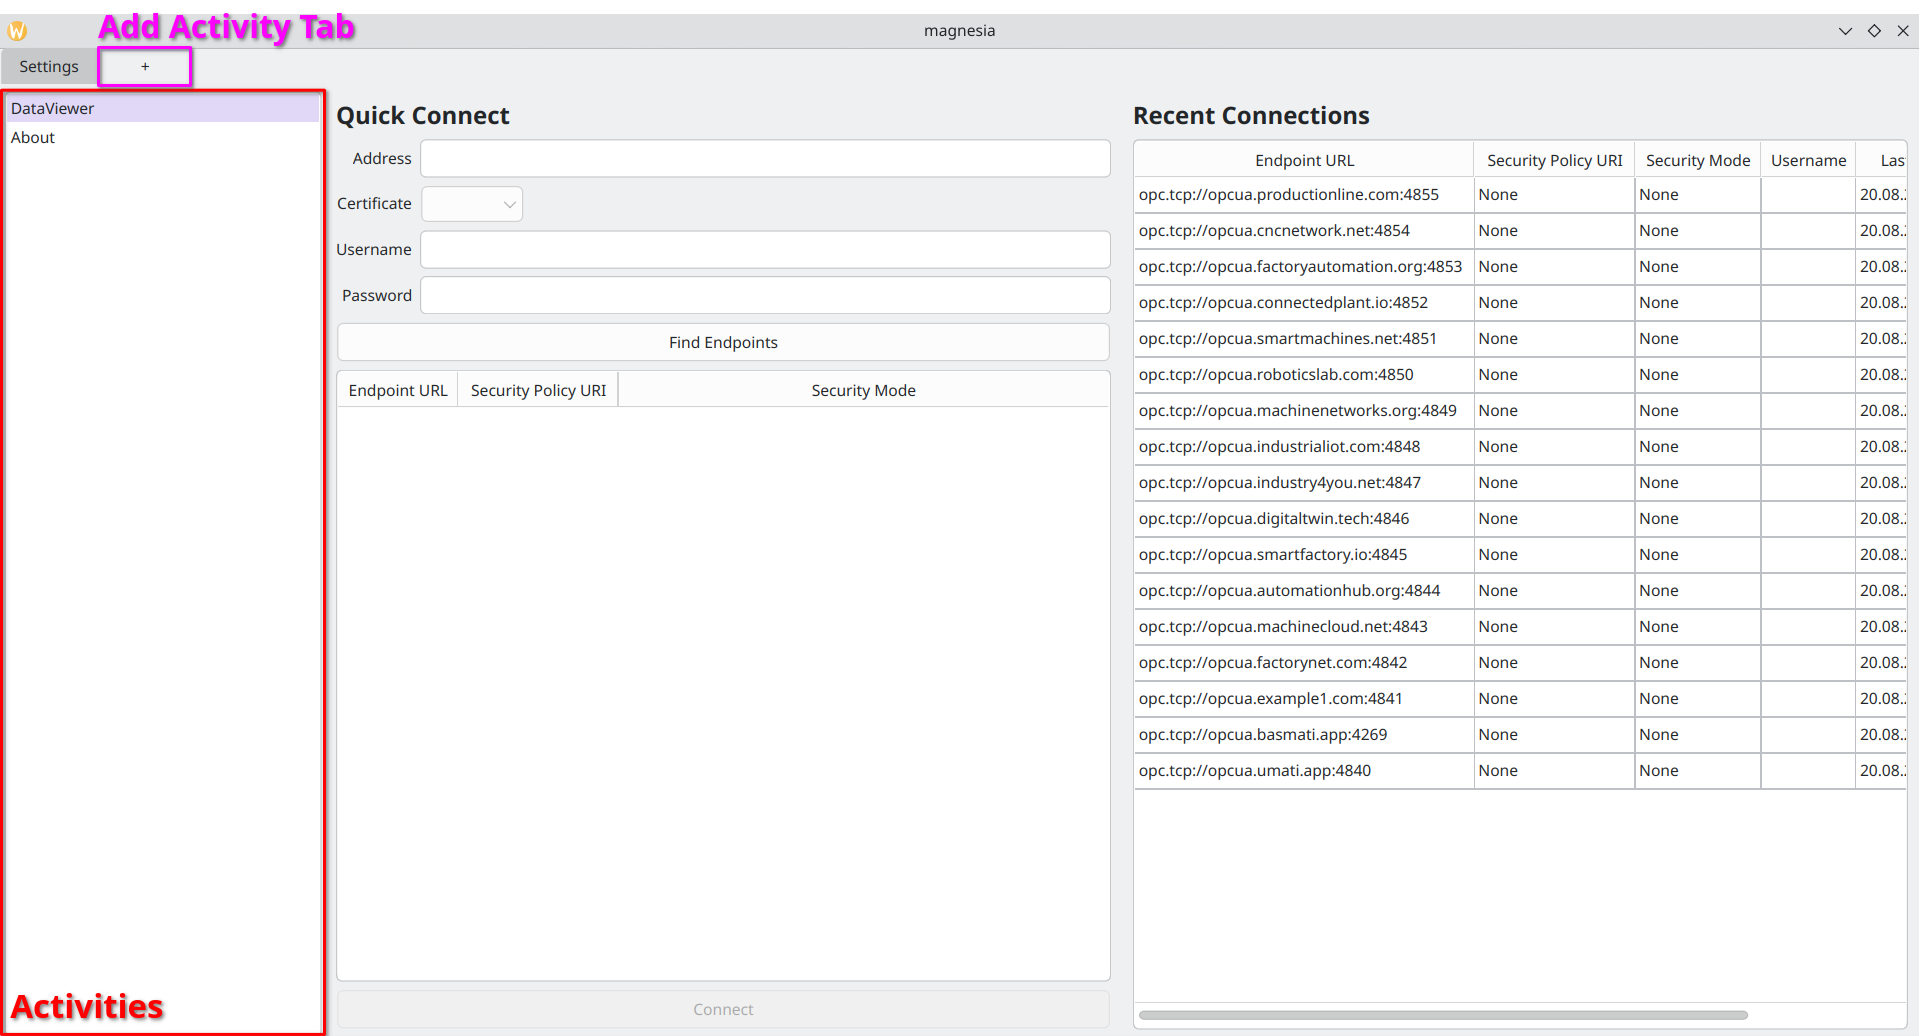 Add Activity Tab
magnesia
Settings
+
DataViewer
About
Activities
Quick Connect
Address
Certificate
Username
Password
Find Endpoints
Endpoint URL Security Policy URI Security Mode
Connect
Recent Connections
Endpoint URL Security Policy URI Security Mode Username Las
opc.tcp://opcua.productionline.com:4855 None None 20.08.
opc.tcp://opcua.cncnetwork.net:4854 None None 20.08.
opc.tcp://opcua.factoryautomation.org:4853 None None 20.08.
opc.tcp://opcua.connectedplant.io:4852 None None 20.08.
opc.tcp://opcua.smartmachines.net:4851 None None 20.08.
opc.tcp://opcua.roboticslab.com:4850 None None 20.08.
opc.tcp://opcua.machinenetworks.org:4849 None None 20.08.
opc.tcp://opcua.industrialiot.com:4848 None None 20.08.
opc.tcp://opcua.industry4you.net:4847 None None 20.08.
opc.tcp://opcua.digitaltwin.tech:4846 None None 20.08.
opc.tcp://opcua.smartfactory.io:4845 None None 20.08.
opc.tcp://opcua.automationhub.org:4844 None None 20.08.
opc.tcp://opcua.machinecloud.net:4843 None None 20.08.
opc.tcp://opcua.factorynet.com:4842 None None 20.08.
opc.tcp://opcua.example1.com:4841 None None 20.08.
opc.tcp://opcua.basmati.app:4269 None None 20.08.
opc.tcp://opcua.umati.app:4840 None None 20.08.